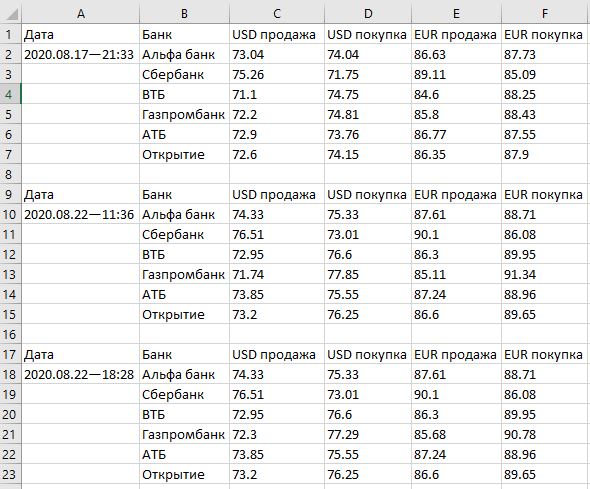 A B C D E F
1 Дата Банк USD продажа USD покупка EUR продажа EUR покупка
2 2020.08.17—21:33 Альфа банк 73.04 74.04 86.63 87.73
3 Сбербанк 75.26 71.75 89.11 85.09
4 ВТБ 71.1 74.75 84.6 88.25
5 Газпромбанк 72.2 74.81 85.8 88.43
6 АТБ 72.9 73.76 86.77 87.55
7 Открытие 72.6 74.15 86.35 87.9
8
9 Дата Банк USD продажа USD покупка EUR продажа EUR покупка
10 2020.08.22—11:36 Альфа банк 74.33 75.33 87.61 88.71
11 Сбербанк 76.51 73.01 90.1 86.08
12 ВТБ 72.95 76.6 86.3 89.95
13 Газпромбанк 71.74 77.85 85.11 91.34
14 АТБ 73.85 75.55 87.24 88.96
15 Открытие 73.2 76.25 86.6 89.65
16
17 Дата Банк USD продажа USD покупка EUR продажа EUR покупка
18 2020.08.22—18:28 Альфа банк 74.33 75.33 87.61 88.71
19 Сбербанк 76.51 73.01 90.1 86.08
20 ВТБ 72.95 76.6 86.3 89.95
21 Газпромбанк 72.3 77.29 85.68 90.78
22 АТБ 73.85 75.55 87.24 88.96
23 Открытие 73.2 76.25 86.6 89.65